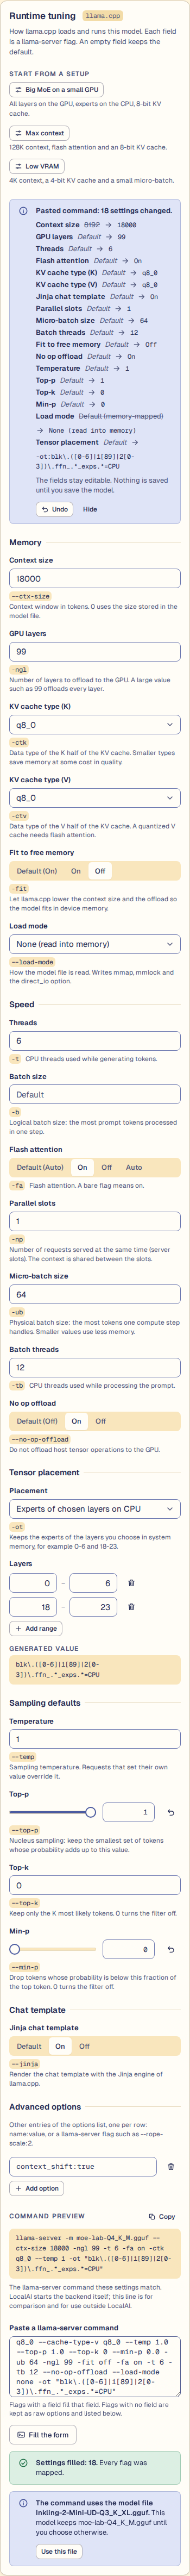 Runtime tuning llama.cpp
How llama.cpp loads and runs this model. Each field
is a llama-server flag. An empty field keeps the
default.
START FROM A SETUP
Big MoE on a small GPU
All layers on the GPU, experts on the CPU, 8-bit KV
cache.
Max context
128K context, flash attention and an 8-bit KV cache.
Low VRAM
4K context, a 4-bit KV cache and a small micro-batch.
Pasted command: 18 settings changed.
Context size 8192 → 18000
GPU layers Default → 99
Threads Default → 6
Flash attention Default → On
KV cache type (K) Default → q8_0
KV cache type (V) Default → q8_0
Jinja chat template Default → On
Parallel slots Default → 1
Micro-batch size Default → 64
Batch threads Default → 12
Fit to free memory Default → Off
No op offload Default → On
Temperature Default → 1
Top-p Default → 1
Top-k Default → 0
Min-p Default → 0
Load mode Default (memory-mapped)
→ None (read into memory)
Tensor placement Default →
-ot:blk\.([0-6]|1[89]|2[0-
3])\.ffn_.*_exps.*=CPU
The fields stay editable. Nothing is saved
until you save the model.
Undo Hide
Memory
Context size
18000
--ctx-size
Context window in tokens. 0 uses the size stored in the
model file.
GPU layers
99
-ngl
Number of layers to offload to the GPU. A large value
such as 99 offloads every layer.
KV cache type (K)
q8_0
-ctk
Data type of the K half of the KV cache. Smaller types
save memory at some cost in quality.
KV cache type (V)
q8_0
-ctv
Data type of the V half of the KV cache. A quantized V
cache needs flash attention.
Fit to free memory
Default (On) On Off
-fit
Let llama.cpp lower the context size and the offload so
the model fits in device memory.
Load mode
None (read into memory)
--load-mode
How the model file is read. Writes mmap, mmlock and
the direct_io option.
Speed
Threads
6
-t CPU threads used while generating tokens.
Batch size
Default
-b
Logical batch size: the most prompt tokens processed
in one step.
Flash attention
Default (Auto) On Off Auto
-fa Flash attention. A bare flag means on.
Parallel slots
1
-np
Number of requests served at the same time (server
slots). The context is shared between the slots.
Micro-batch size
64
-ub
Physical batch size: the most tokens one compute step
handles. Smaller values use less memory.
Batch threads
12
-tb CPU threads used while processing the prompt.
No op offload
Default (Off) On Off
--no-op-offload
Do not offload host tensor operations to the GPU.
Tensor placement
Placement
Experts of chosen layers on CPU
-ot
Keeps the experts of the layers you choose in system
memory, for example 0-6 and 18-23.
Layers
0 – 6
18 – 23
Add range
GENERATED VALUE
blk\.([0-6]|1[89]|2[0-
3])\.ffn_.*_exps.*=CPU
Sampling defaults
Temperature
1
--temp
Sampling temperature. Requests that set their own
value override it.
Top-p
1
--top-p
Nucleus sampling: keep the smallest set of tokens
whose probability adds up to this value.
Top-k
0
--top-k
Keep only the K most likely tokens. 0 turns the filter off.
Min-p
0
--min-p
Drop tokens whose probability is below this fraction of
the top token. 0 turns the filter off.
Chat template
Jinja chat template
Default On Off
--jinja
Render the chat template with the Jinja engine of
llama.cpp.
Advanced options
Other entries of the options list, one per row:
name:value, or a llama-server flag such as --rope-
scale:2.
context_shift:true
Add option
COMMAND PREVIEW Copy
llama-server -m moe-lab-Q4_K_M.gguf --
ctx-size 18000 -ngl 99 -t 6 -fa on -ctk
q8_0 --temp 1 -ot "blk\.([0-6]|1[89]|2[0-
3])\.ffn_.*_exps.*=CPU"
The llama-server command these settings match.
LocalAI starts the backend itself; this line is for
comparison and for use outside LocalAI.
Paste a llama-server command
q8_0 --cache-type-v q8_0 --temp 1.0
--top-p 1.0 --top-k 0 --min-p 0.0 -
ub 64 -ngl 99 -fit off -fa on -t 6 -
tb 12 --no-op-offload --load-mode
none -ot "blk\.([0-6]|1[89]|2[0-
3])\.ffn_.*_exps.*=CPU"
Flags with a field fill that field. Flags with no field are
kept as raw options and listed below.
Fill the form
Settings filled: 18. Every flag was
mapped.
The command uses the model file
Inkling-2-Mini-UD-Q3_K_XL.gguf. This
model keeps moe-lab-Q4_K_M.gguf until
you choose otherwise.
Use this file